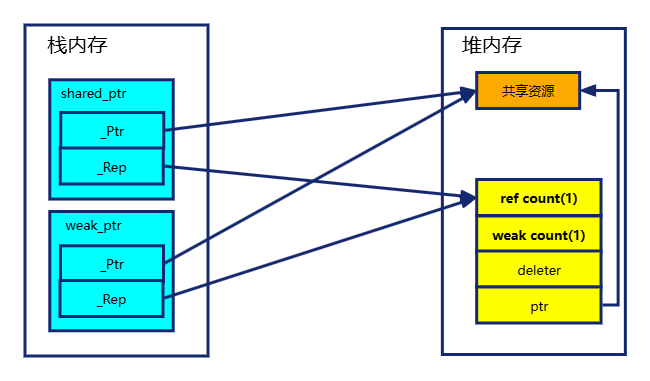 栈内存
shared_ptr
_Ptr
_Rep
weak_ptr
_Ptr
_Rep
堆内存
共享资源
ref count(1)
weak count(1)
deleter
ptr